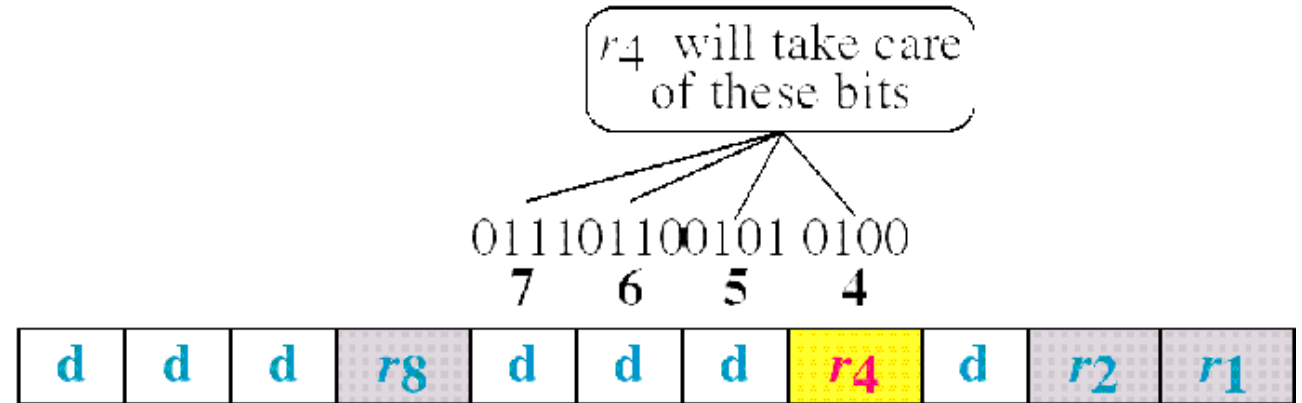 r4 will take care
of these bits
0111 0110 0101 0100
7 6 5 4
d d d r8 d d d r4 d r2 r1